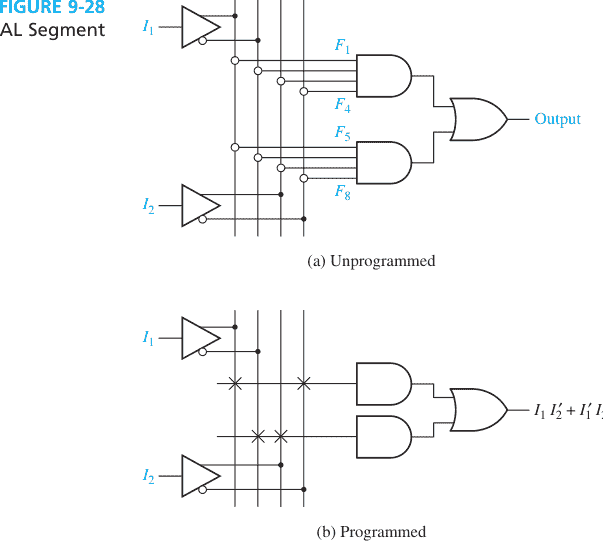 FIGURE 9-28
AL Segment
I₁
F₁
F₄
F₅
Output
I₂
F₈
(a) Unprogrammed
I₁
I₁ I₂′ + I₁′ I₂
I₂
(b) Programmed